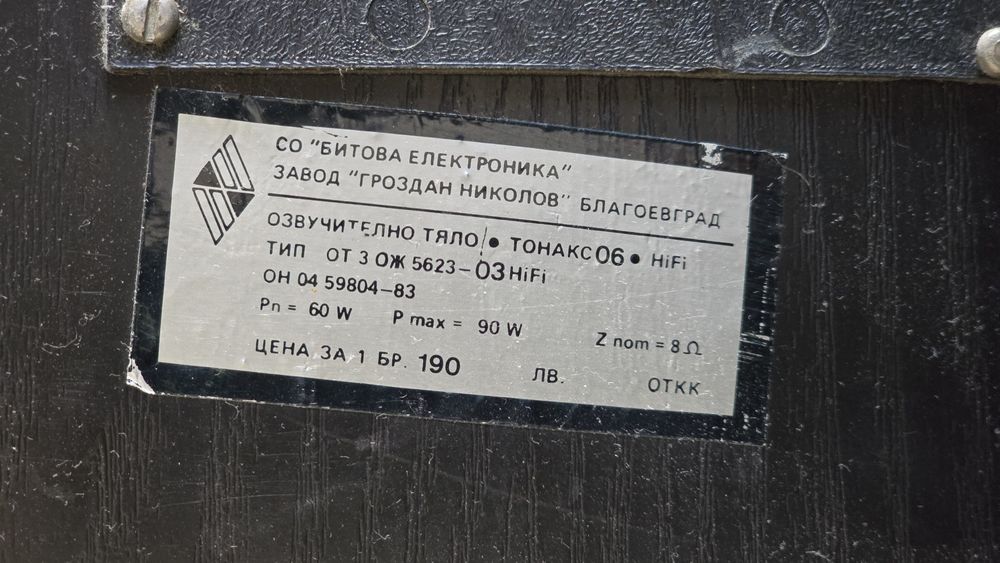 СО "БИТОВА ЕЛЕКТРОНИКА"
ЗАВОД "ГРОЗДАН НИКОЛОВ" БЛАГОЕВГРАД
ОЗВУЧИТЕЛНО ТЯЛО • ТОНАКС 06 • HiFi
ТИП ОТ 3 ОЖ 5623-03 HiFi
ОН 04 59804-83
Pn = 60 W P max = 90 W Z nom = 8Ω
ЦЕНА ЗА 1 БР. 190 ЛВ. ОТКК